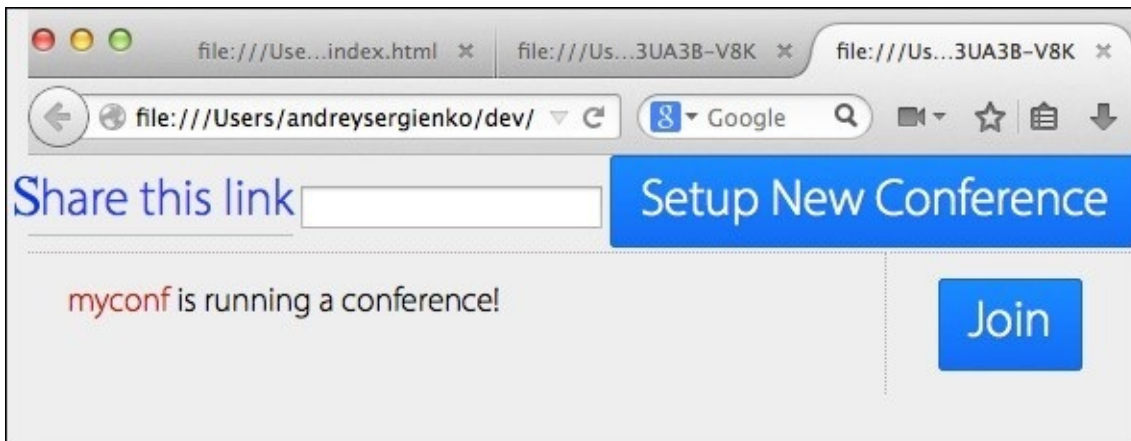 file:///Use...index.html
file:///Us...3UA3B-V8K
file:///Us...3UA3B-V8K
file:///Users/andreysergienko/dev/
8 Google
Share this link
Setup New Conference
myconf is running a conference!
Join